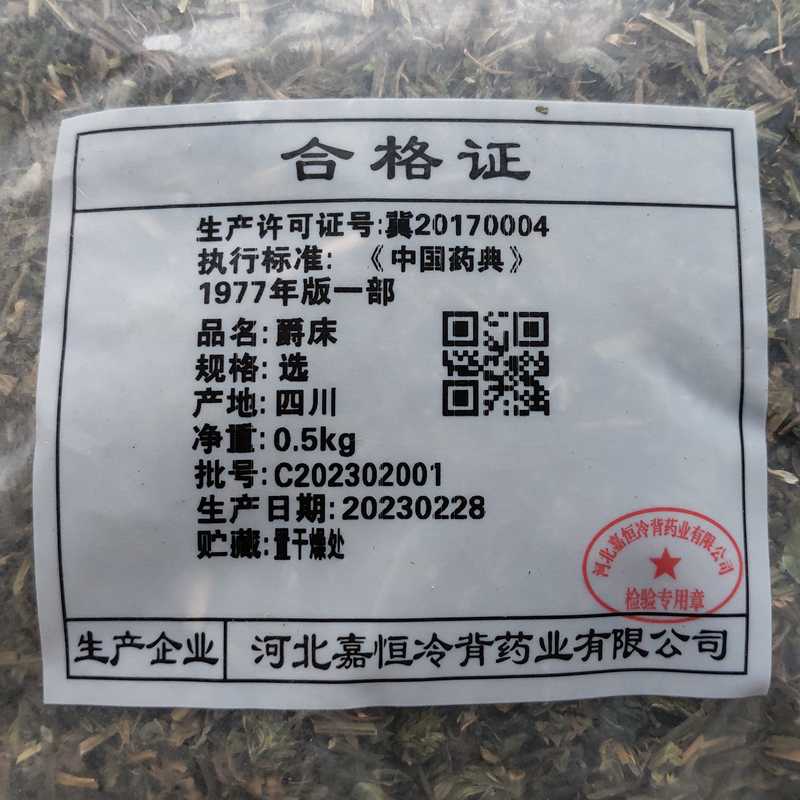 合格证
生产许可证号:冀20170004
执行标准: 《中国药典》
1977年版一部
品名:爵床
规格:选
产地:四川
净重:0.5kg
批号:C202302001
生产日期:20230228
贮藏:置干燥处
河北嘉恒冷背药业有限公司
检验专用章
生产企业 河北嘉恒冷背药业有限公司